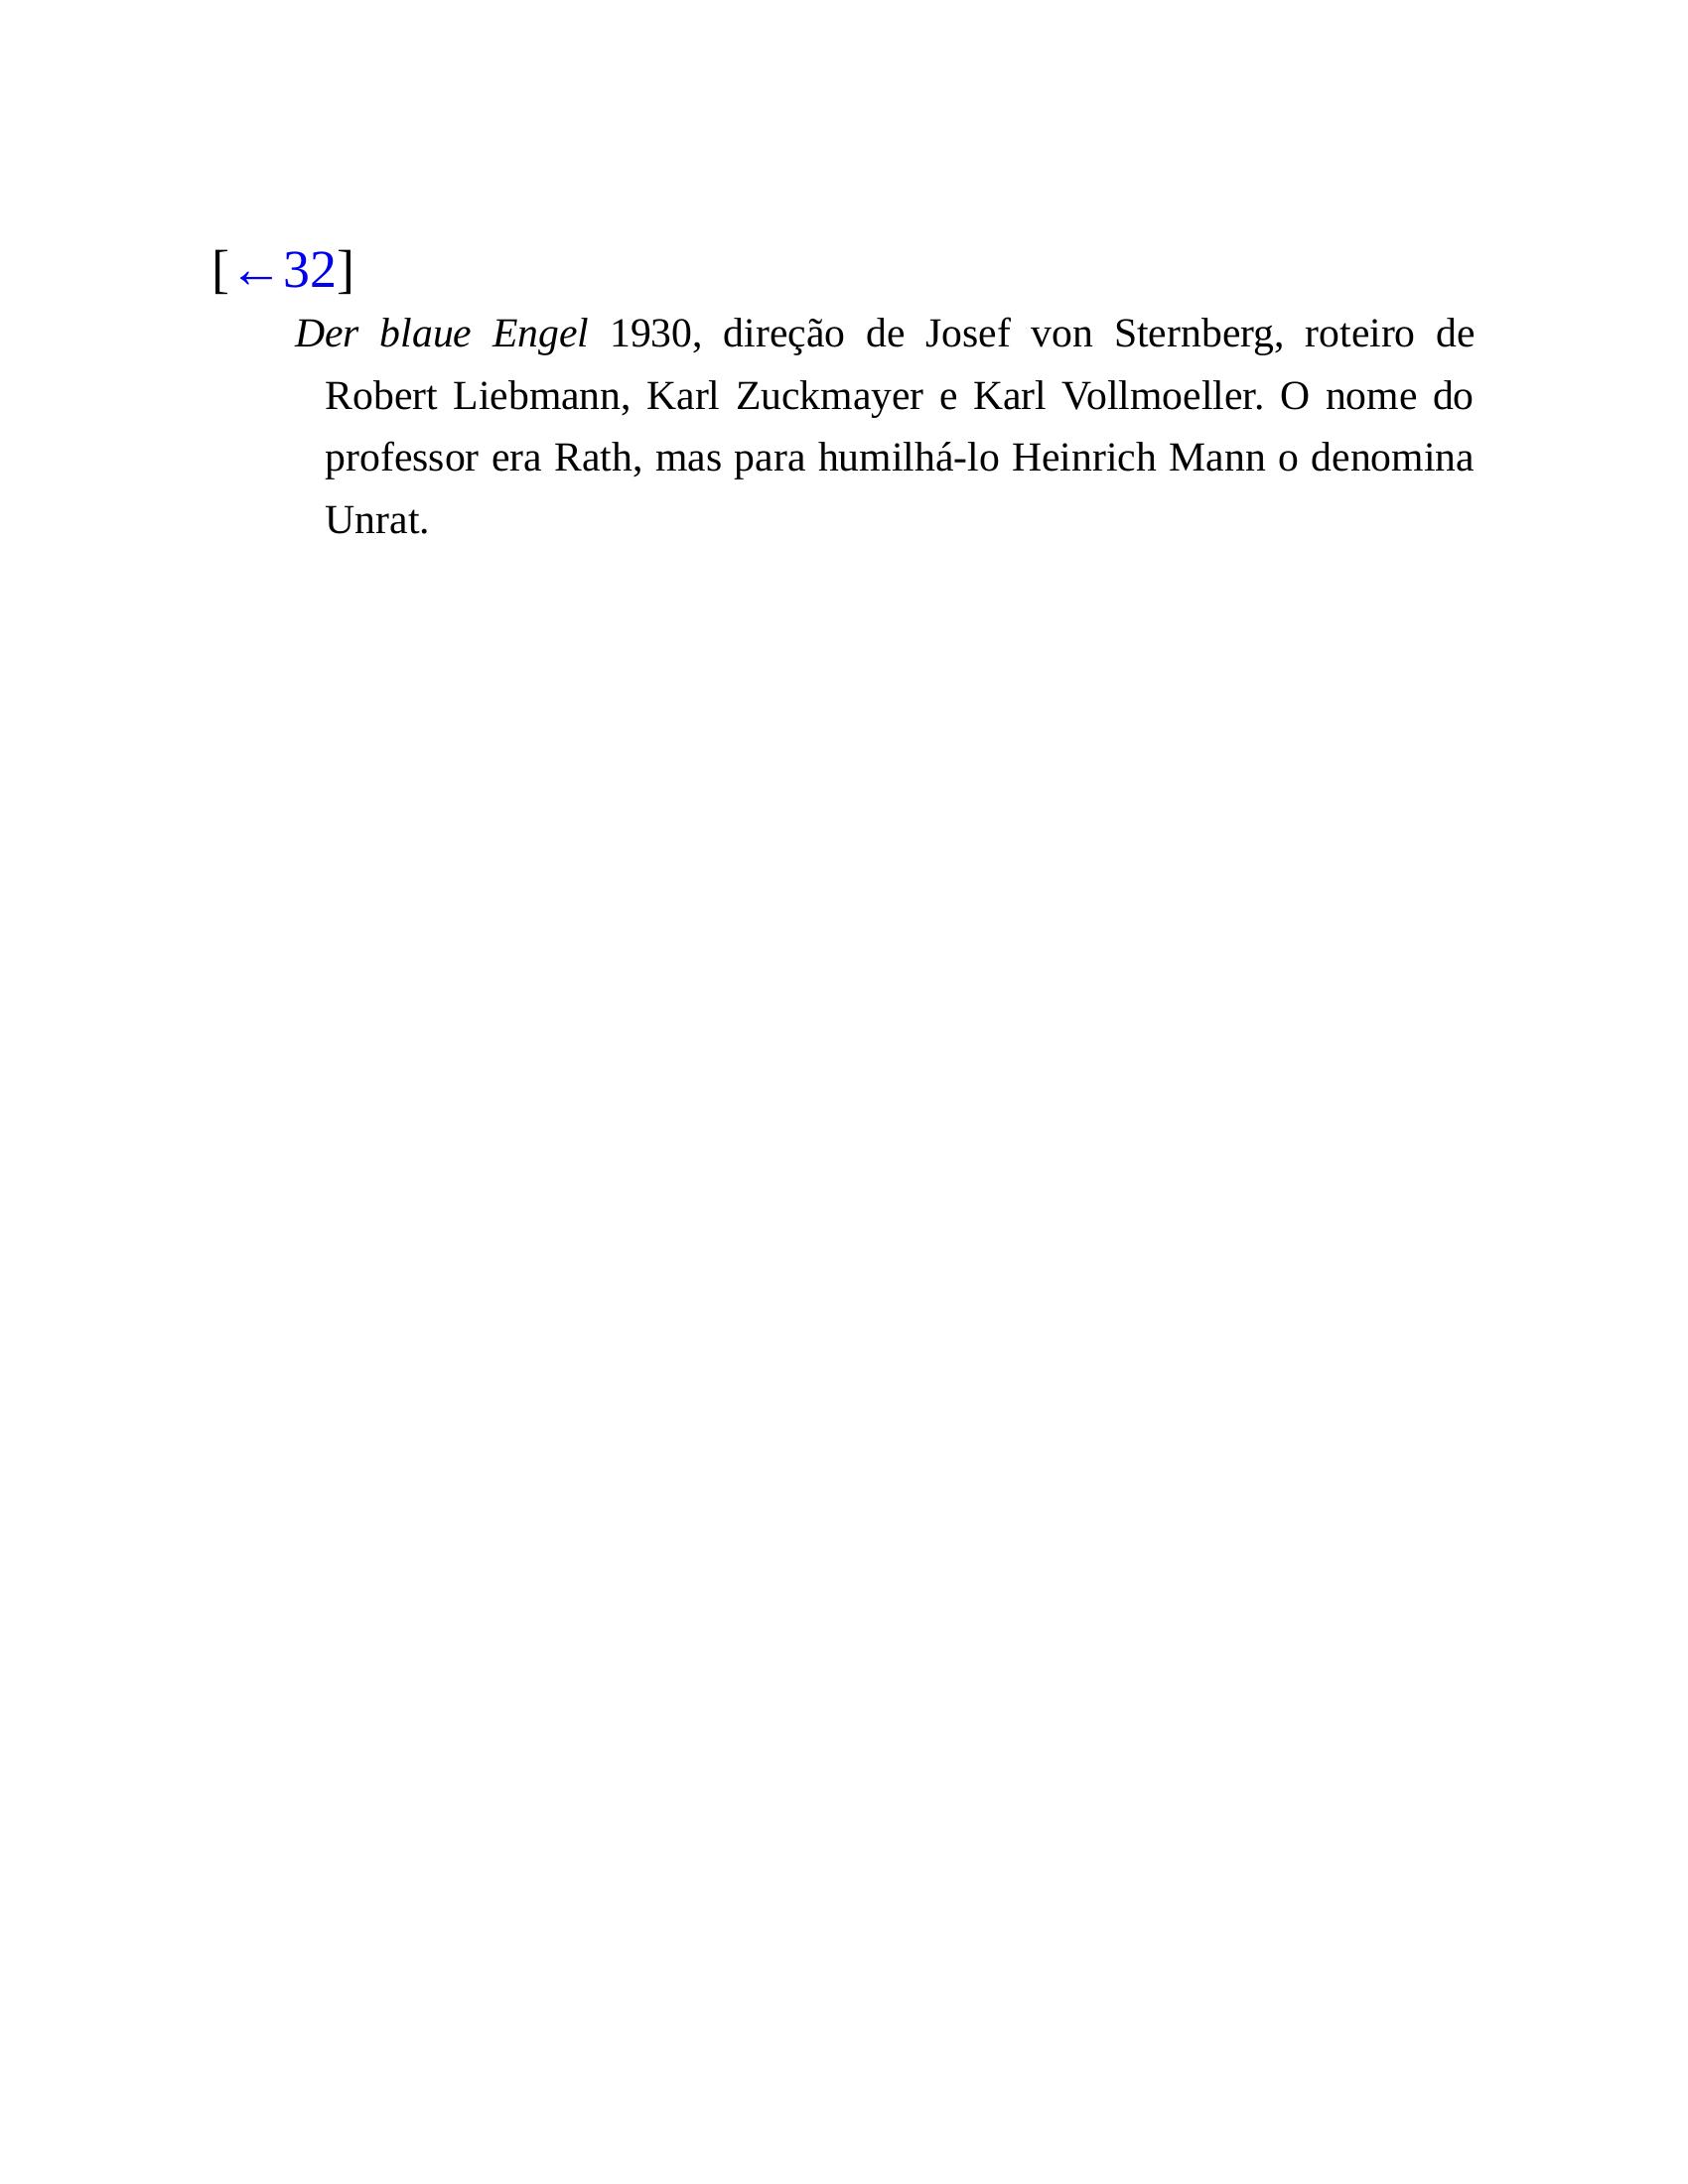 [←32]
Der blaue Engel 1930, direção de Josef von Sternberg, roteiro de
Robert Liebmann, Karl Zuckmayer e Karl Vollmoeller. O nome do
professor era Rath, mas para humilhá-lo Heinrich Mann o denomina
Unrat.